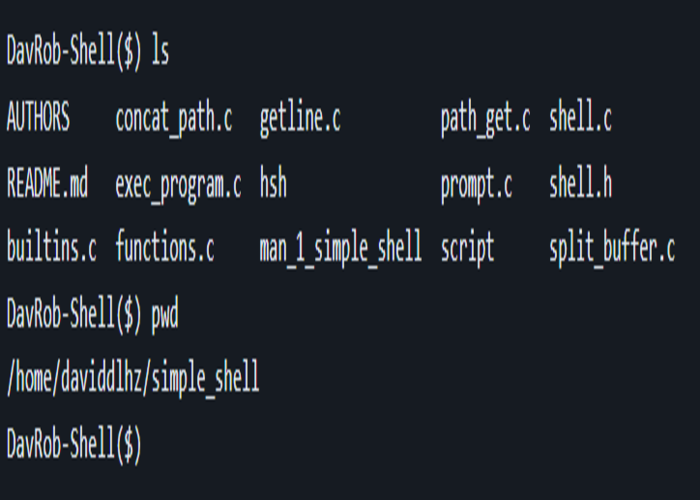 DavRob-Shell($) ls
AUTHORS concat_path.c getline.c path_get.c shell.c
README.md exec_program.c hsh prompt.c shell.h
builtins.c functions.c man_1_simple_shell script split_buffer.c
DavRob-Shell($) pwd
/home/daviddlhz/simple_shell
DavRob-Shell($)